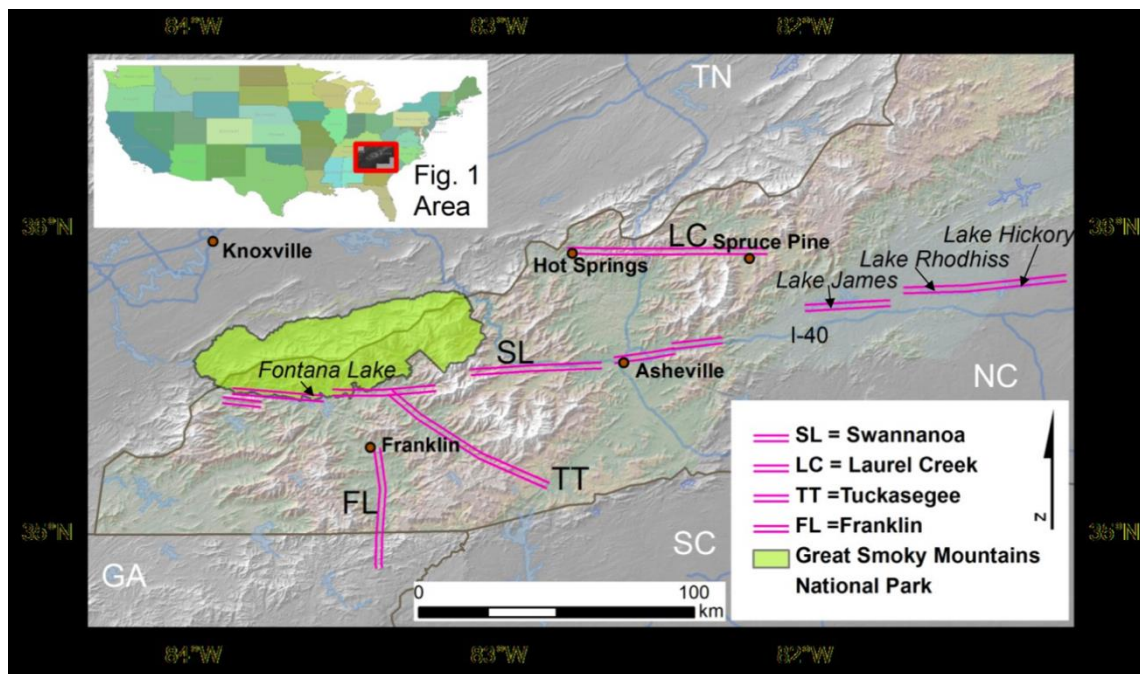 84°W 83°W 82°W
TN
Fig. 1
Area
36°N 36°N
Knoxville
LC Spruce Pine
Hot Springs
Lake Hickory
Lake Rhodhiss
Lake James
I-40
SL
Asheville
Fontana Lake
NC
Franklin
TT
FL
SL = Swannanoa
LC = Laurel Creek
TT =Tuckasegee
FL =Franklin
Great Smoky Mountains
National Park
N
35°N 35°N
SC
GA
0 100
km
84°W 83°W 82°W